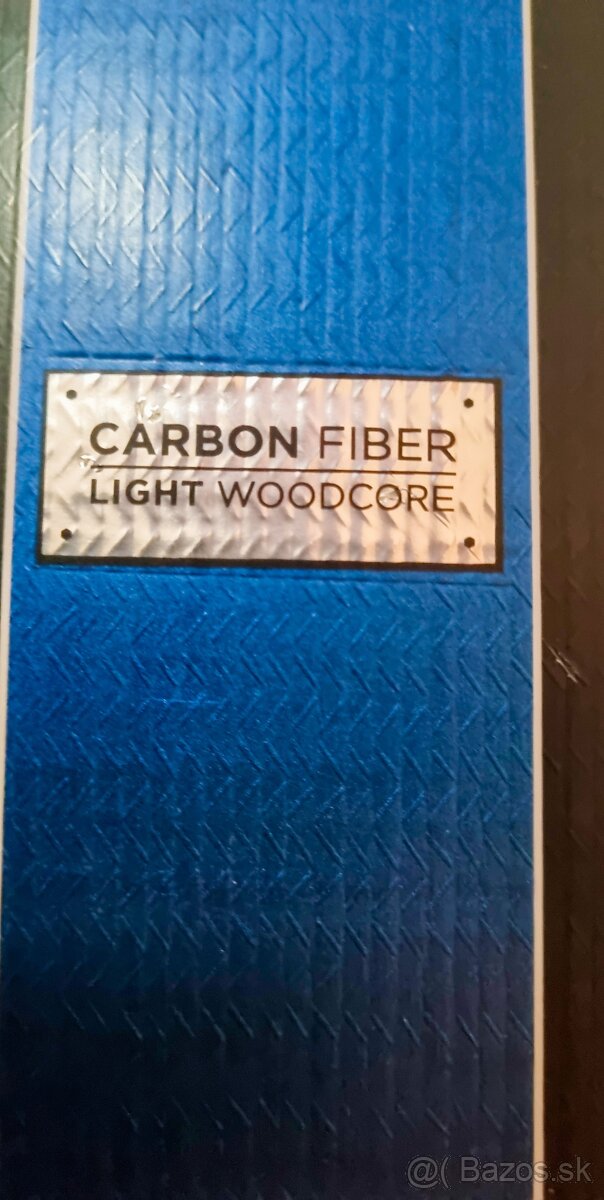 CARBON FIBER
LIGHT WOODCORE
@( Bazos.sk